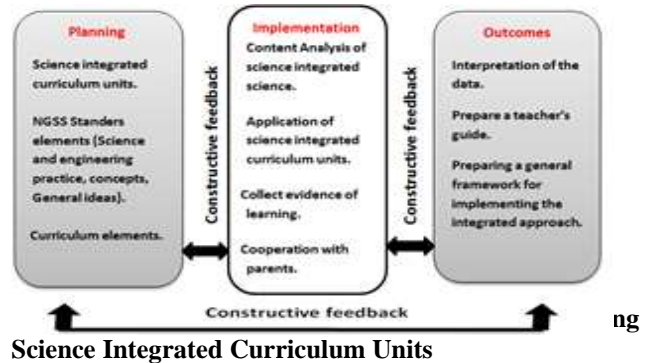 Planning
Science integrated
curriculum units.
NGSS Standers
elements (Science
and engineering
practice, concepts,
General ideas).
Curriculum elements.
Constructive feedback
Implementation
Content Analysis of
science integrated
science.
Application of
science integrated
curriculum units.
Collect evidence of
learning.
Cooperation with
parents.
Constructive feedback
Outcomes
Interpretation of the
data.
Prepare a teacher's
guide.
Preparing a general
framework for
implementing the
integrated approach.
Constructive feedback
ng
Science Integrated Curriculum Units